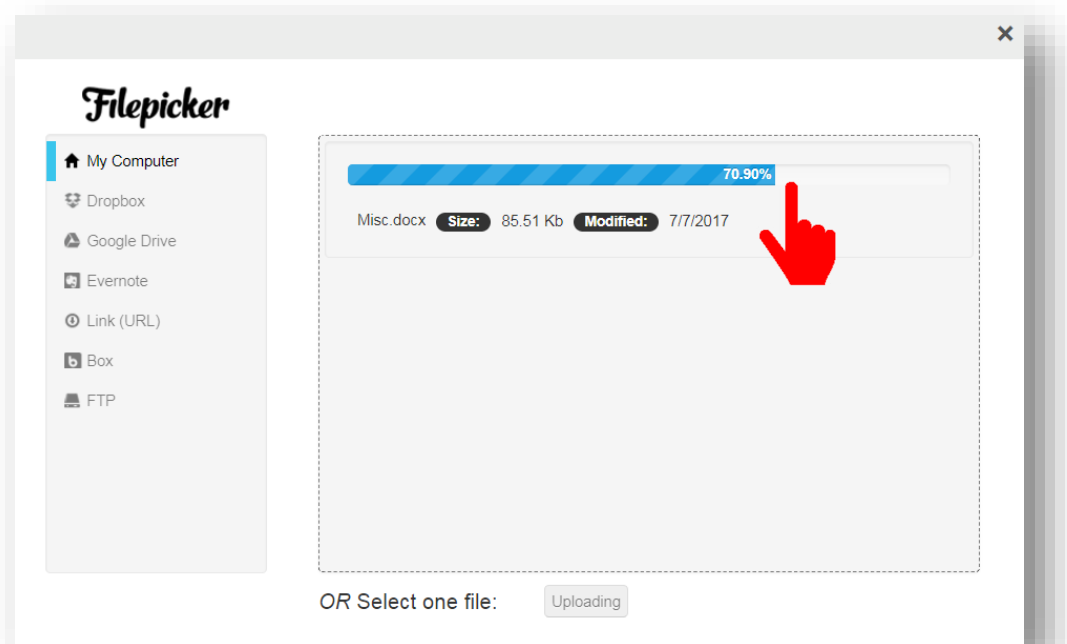 ×
Filepicker
My Computer
Dropbox
Google Drive
Evernote
Link (URL)
Box
FTP
70.90%
Misc.docx Size: 85.51 Kb Modified: 7/7/2017
OR Select one file: Uploading